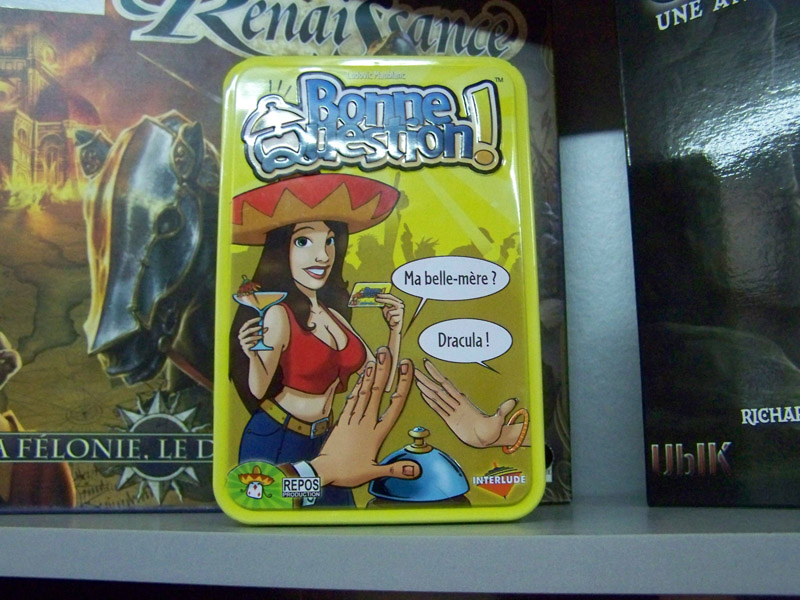 Renaissance
UNE
Bonne
Question!
™
Ma belle-mère ?
Dracula !
REPOS
PRODUCTION
INTERLUDE
A FÉLONIE, LE D
RICHAR
UbIK